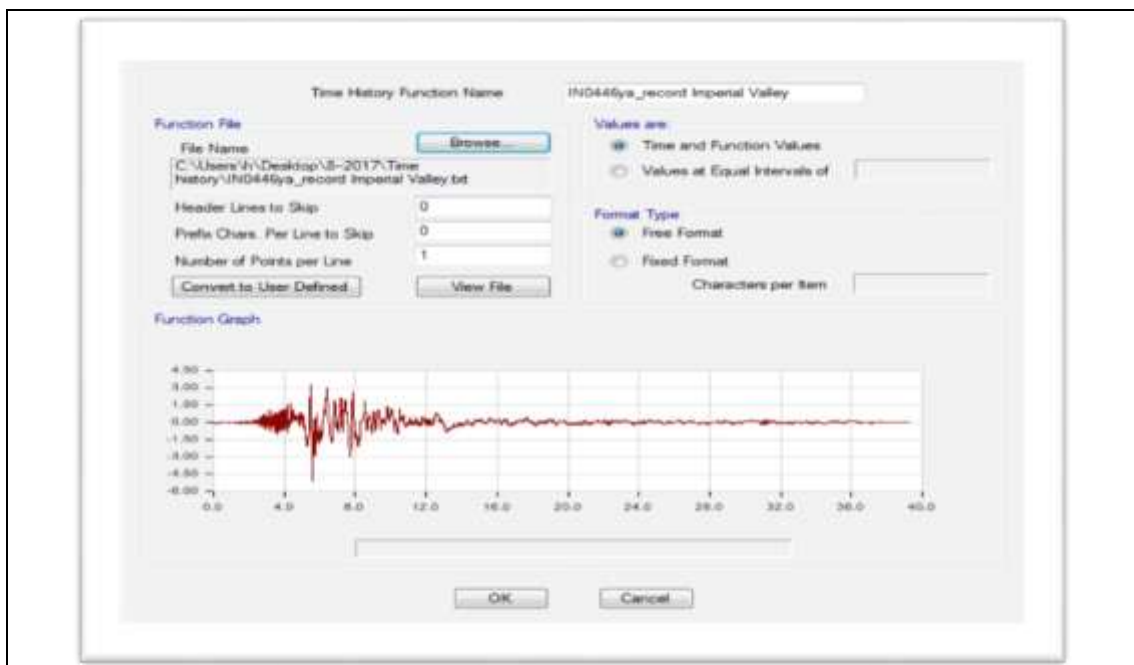 Time History Function Name
IN0446ya_record Imperial Valley
Function File
File Name
Browse...
C:\Users\h\Desktop\8--2017\Time
history\IN0446ya_record Imperial Valley.txt
Header Lines to Skip
0
Prefix Chars. Per Line to Skip
0
Number of Points per Line
1
Convert to User Defined
View File
Values are:
Time and Function Values
Values at Equal Intervals of
Format Type
Free Format
Fixed Format
Characters per Item
Function Graph
4.50
3.00
1.50
0.00
-1.50
-3.00
-4.50
-6.00
0.0 4.0 8.0 12.0 16.0 20.0 24.0 28.0 32.0 36.0 40.0
OK
Cancel